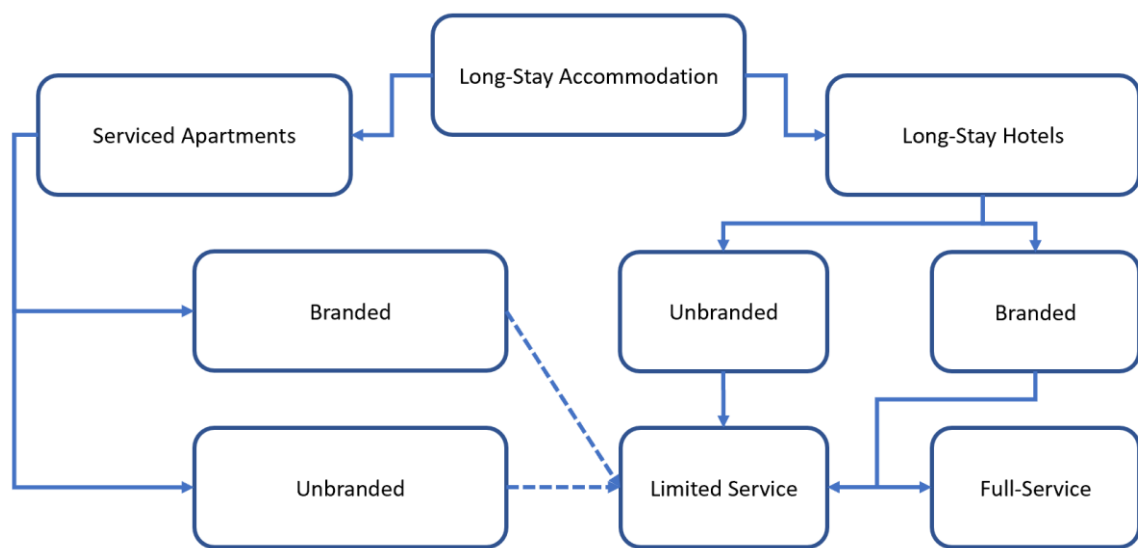 Long-Stay Accommodation
Serviced Apartments
Long-Stay Hotels
Branded
Unbranded
Branded
Unbranded
Limited Service
Full-Service